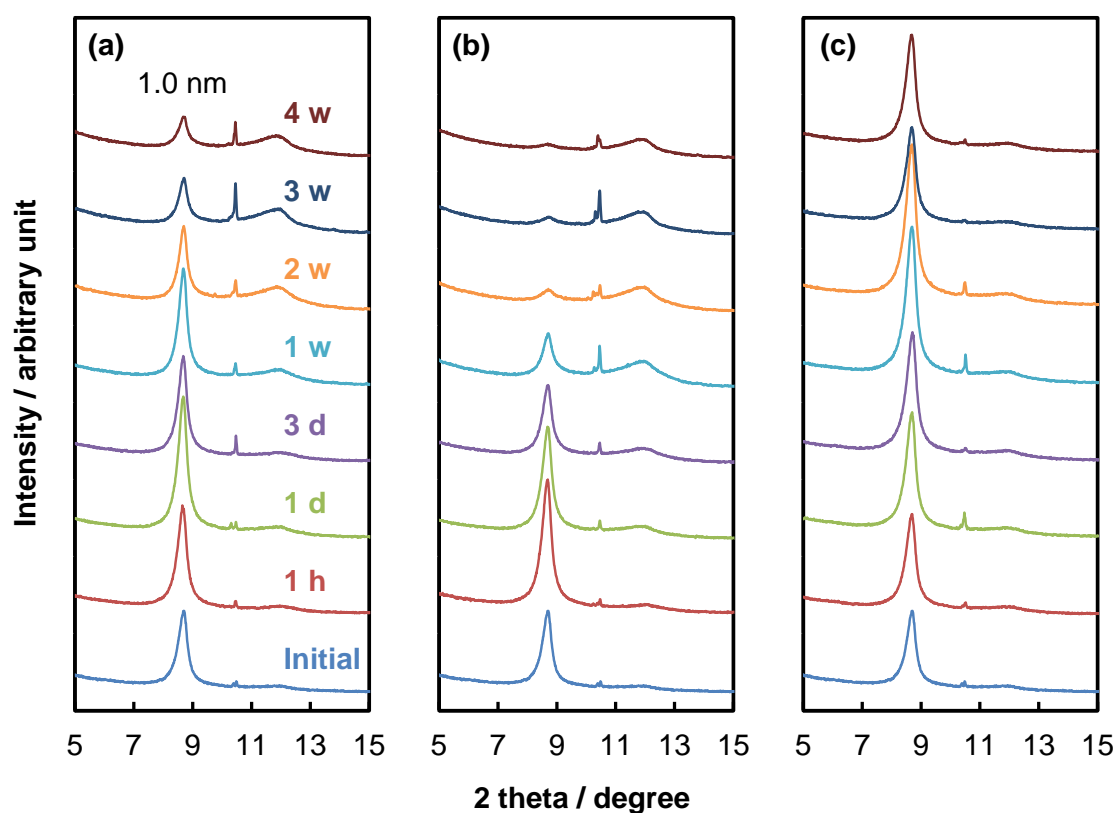 (a)
(b)
(c)
1.0 nm
4 w
3 w
2 w
1 w
3 d
1 d
1 h
Initial
Intensity / arbitrary unit
5 7 9 11 13 15
5 7 9 11 13 15
5 7 9 11 13 15
2 theta / degree